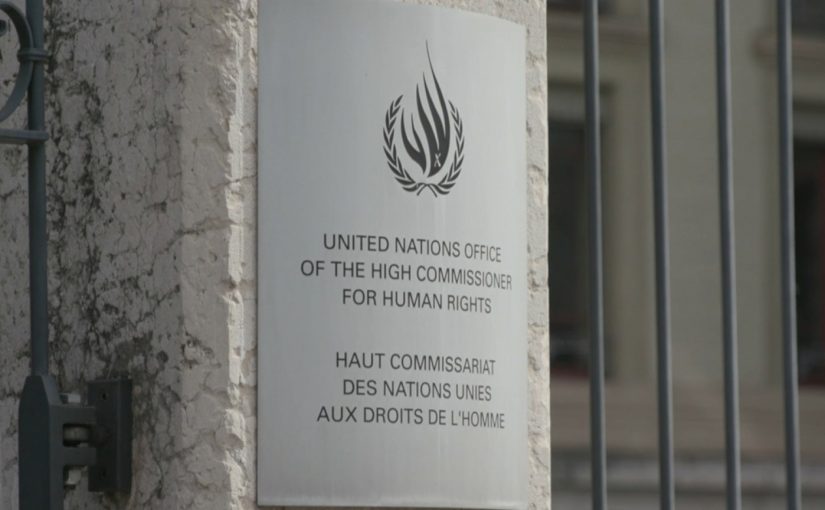 UNITED NATIONS OFFICE
OF THE HIGH COMMISSIONER
FOR HUMAN RIGHTS
HAUT COMMISSARIAT
DES NATIONS UNIES
AUX DROITS DE L'HOMME